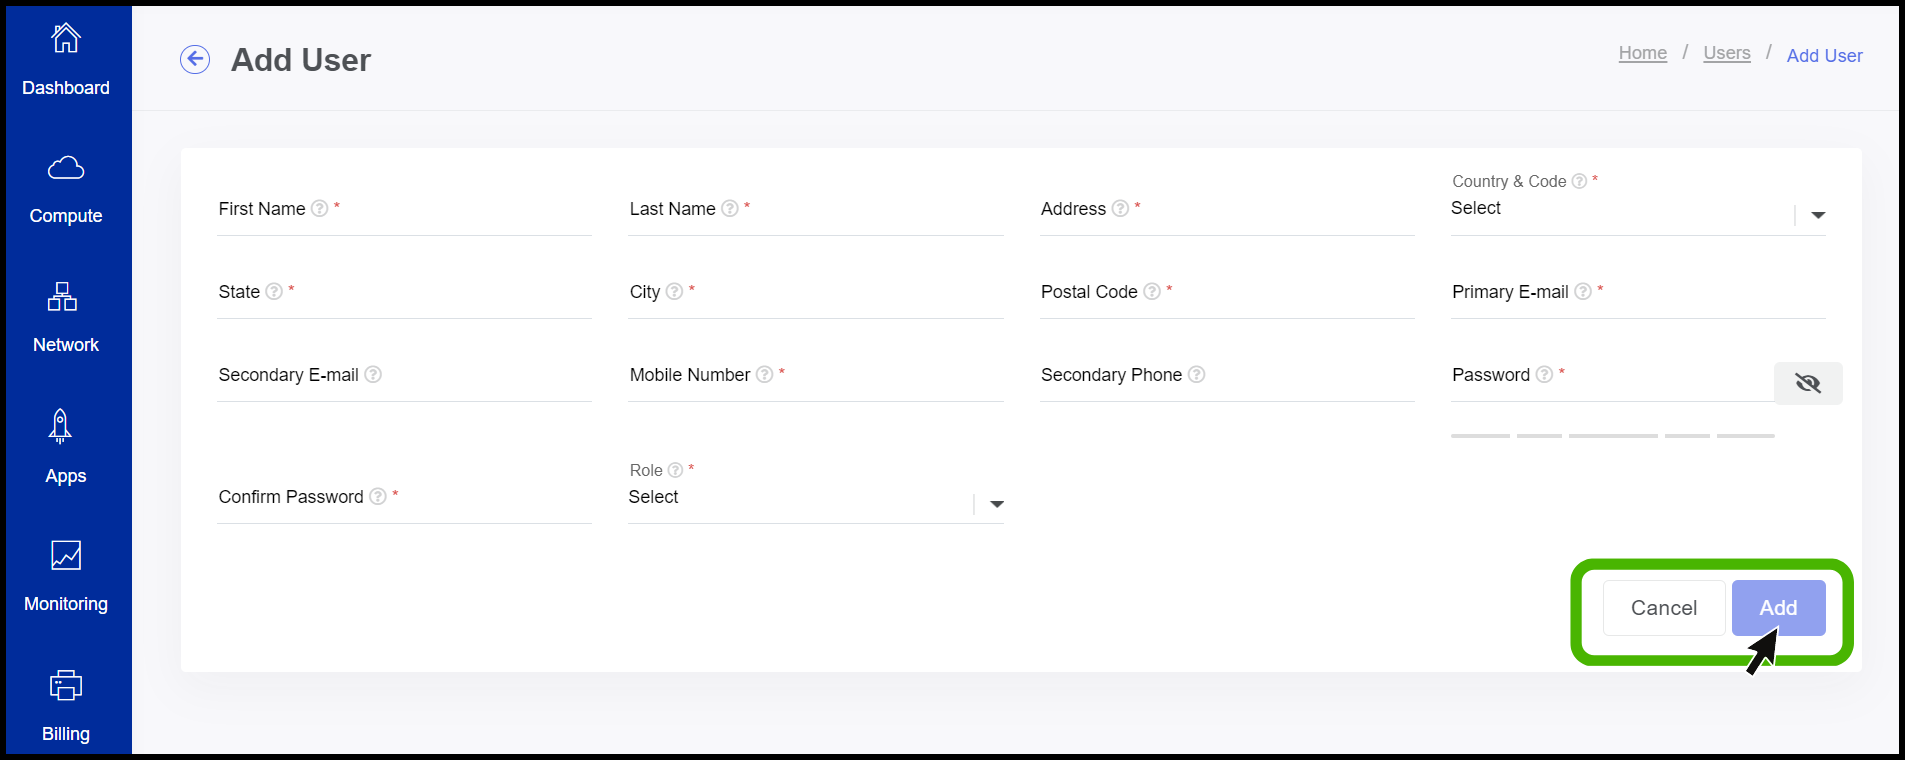 Dashboard
Compute
Network
Apps
Monitoring
Billing
Add User
Home / Users / Add User
First Name ? *
Last Name ? *
Address ? *
Country & Code ? *
Select
State ? *
City ? *
Postal Code ? *
Primary E-mail ? *
Secondary E-mail ?
Mobile Number ? *
Secondary Phone ?
Password ? *
Confirm Password ? *
Role ? *
Select
Cancel
Add